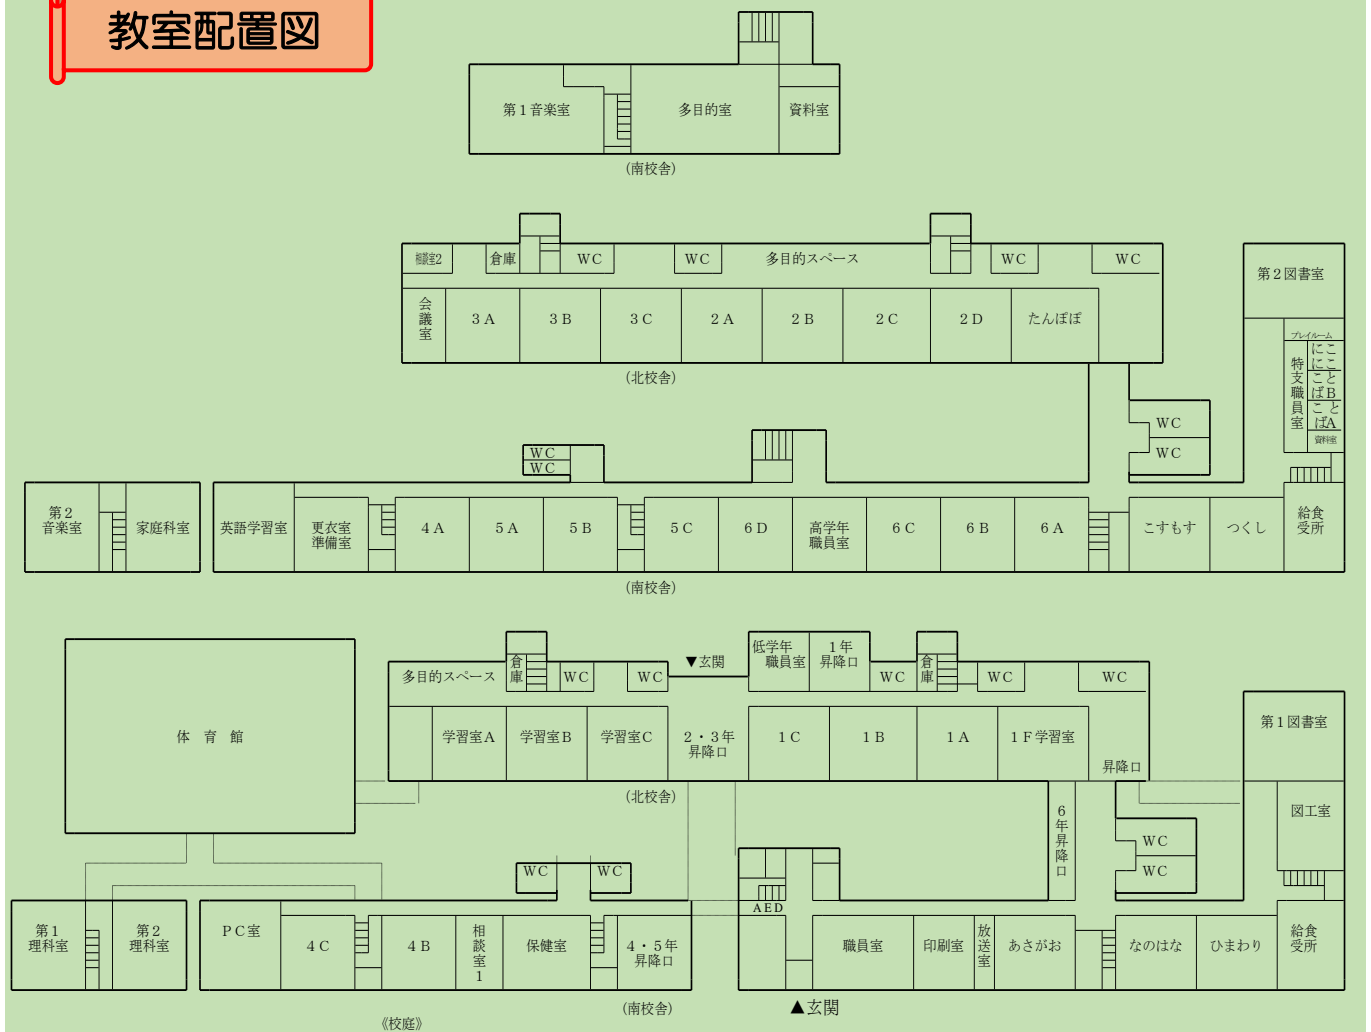 教室配置図
第１音楽室
多目的室
資料室
(南校舎)
相談室2
倉庫
ＷＣ
ＷＣ
多目的スペース
ＷＣ
ＷＣ
第２図書室
会議室
３Ａ
３Ｂ
３Ｃ
２Ａ
２Ｂ
２Ｃ
２Ｄ
たんぽぽ
(北校舎)
プレイルーム
特支職員室
にこ
にこ
こと
ばＢ
こと
ばA
資料室
ＷＣ
ＷＣ
ＷＣ
ＷＣ
第２
音楽室
家庭科室
英語学習室
更衣室
準備室
４Ａ
５Ａ
５Ｂ
５Ｃ
６Ｄ
高学年
職員室
６Ｃ
６Ｂ
６Ａ
こすもす
つくし
給食
受所
(南校舎)
体　育　館
多目的スペース
倉庫
ＷＣ
ＷＣ
▼玄関
低学年
職員室
１年
昇降口
ＷＣ
倉庫
ＷＣ
ＷＣ
第１図書室
学習室Ａ
学習室Ｂ
学習室Ｃ
２・３年
昇降口
１Ｃ
１Ｂ
１Ａ
１Ｆ学習室
昇降口
(北校舎)
６年昇降口
図工室
ＷＣ
ＷＣ
ＷＣ
ＷＣ
AED
第１
理科室
第２
理科室
ＰＣ室
４Ｃ
４Ｂ
相談室１
保健室
４・５年
昇降口
職員室
印刷室
放送室
あさがお
なのはな
ひまわり
給食
受所
(南校舎)
▲玄関
《校庭》